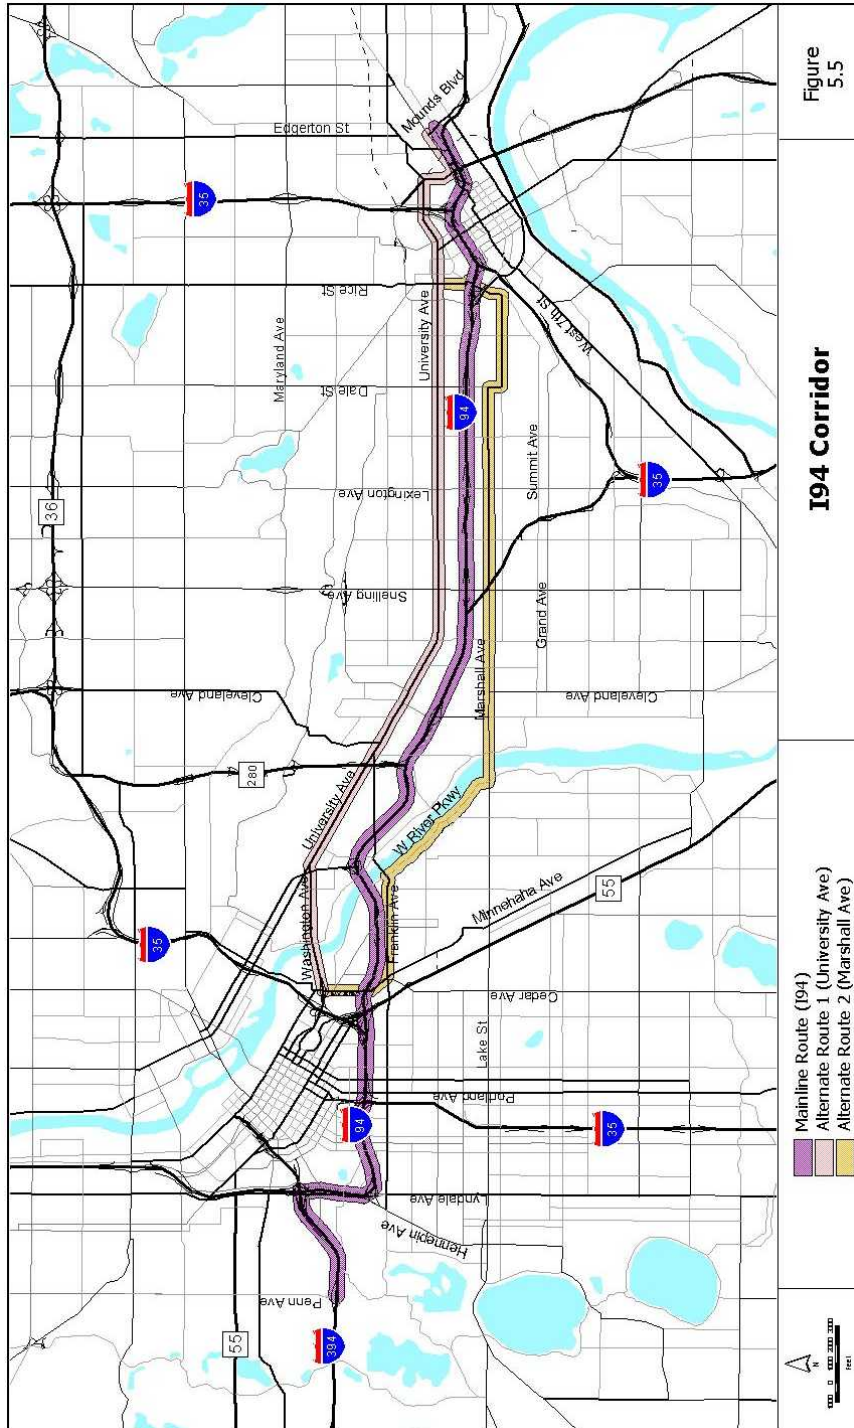 Edgerton St
Mounds Blvd
35
Rice St
Maryland Ave
University Ave
West 7th St
Dale St
94
Summit Ave
36
Lexington Ave
35
Snelling Ave
Grand Ave
Cleveland Ave
Marshall Ave
Cleveland Ave
280
University Ave
W River Pkwy
Washington Ave
Franklin Ave
Minnehaha Ave
55
35
Cedar Ave
Lake St
Portland Ave
94
35
Lyndale Ave
Hennepin Ave
Penn Ave
55
394
N
Feet
Mainline Route (I94)
Alternate Route 1 (University Ave)
Alternate Route 2 (Marshall Ave)
I94 Corridor
Figure
5.5